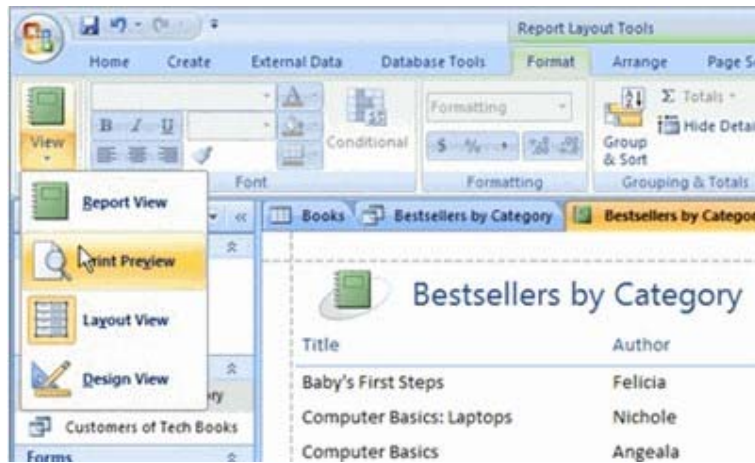 Report Layout Tools
Home Create External Data Database Tools Format Arrange Page
View
B I U
Conditional
Formatting
$ % ,
Group & Sort
Σ Totals
Hide Detai
Font Formatting Grouping & Totals
Report View
Print Preview
Layout View
Design View
Customers of Tech Books
Forms
Books Bestsellers by Category Bestsellers by Categor
Bestsellers by Category
Title Author
Baby's First Steps Felicia
Computer Basics: Laptops Nichole
Computer Basics Angeala